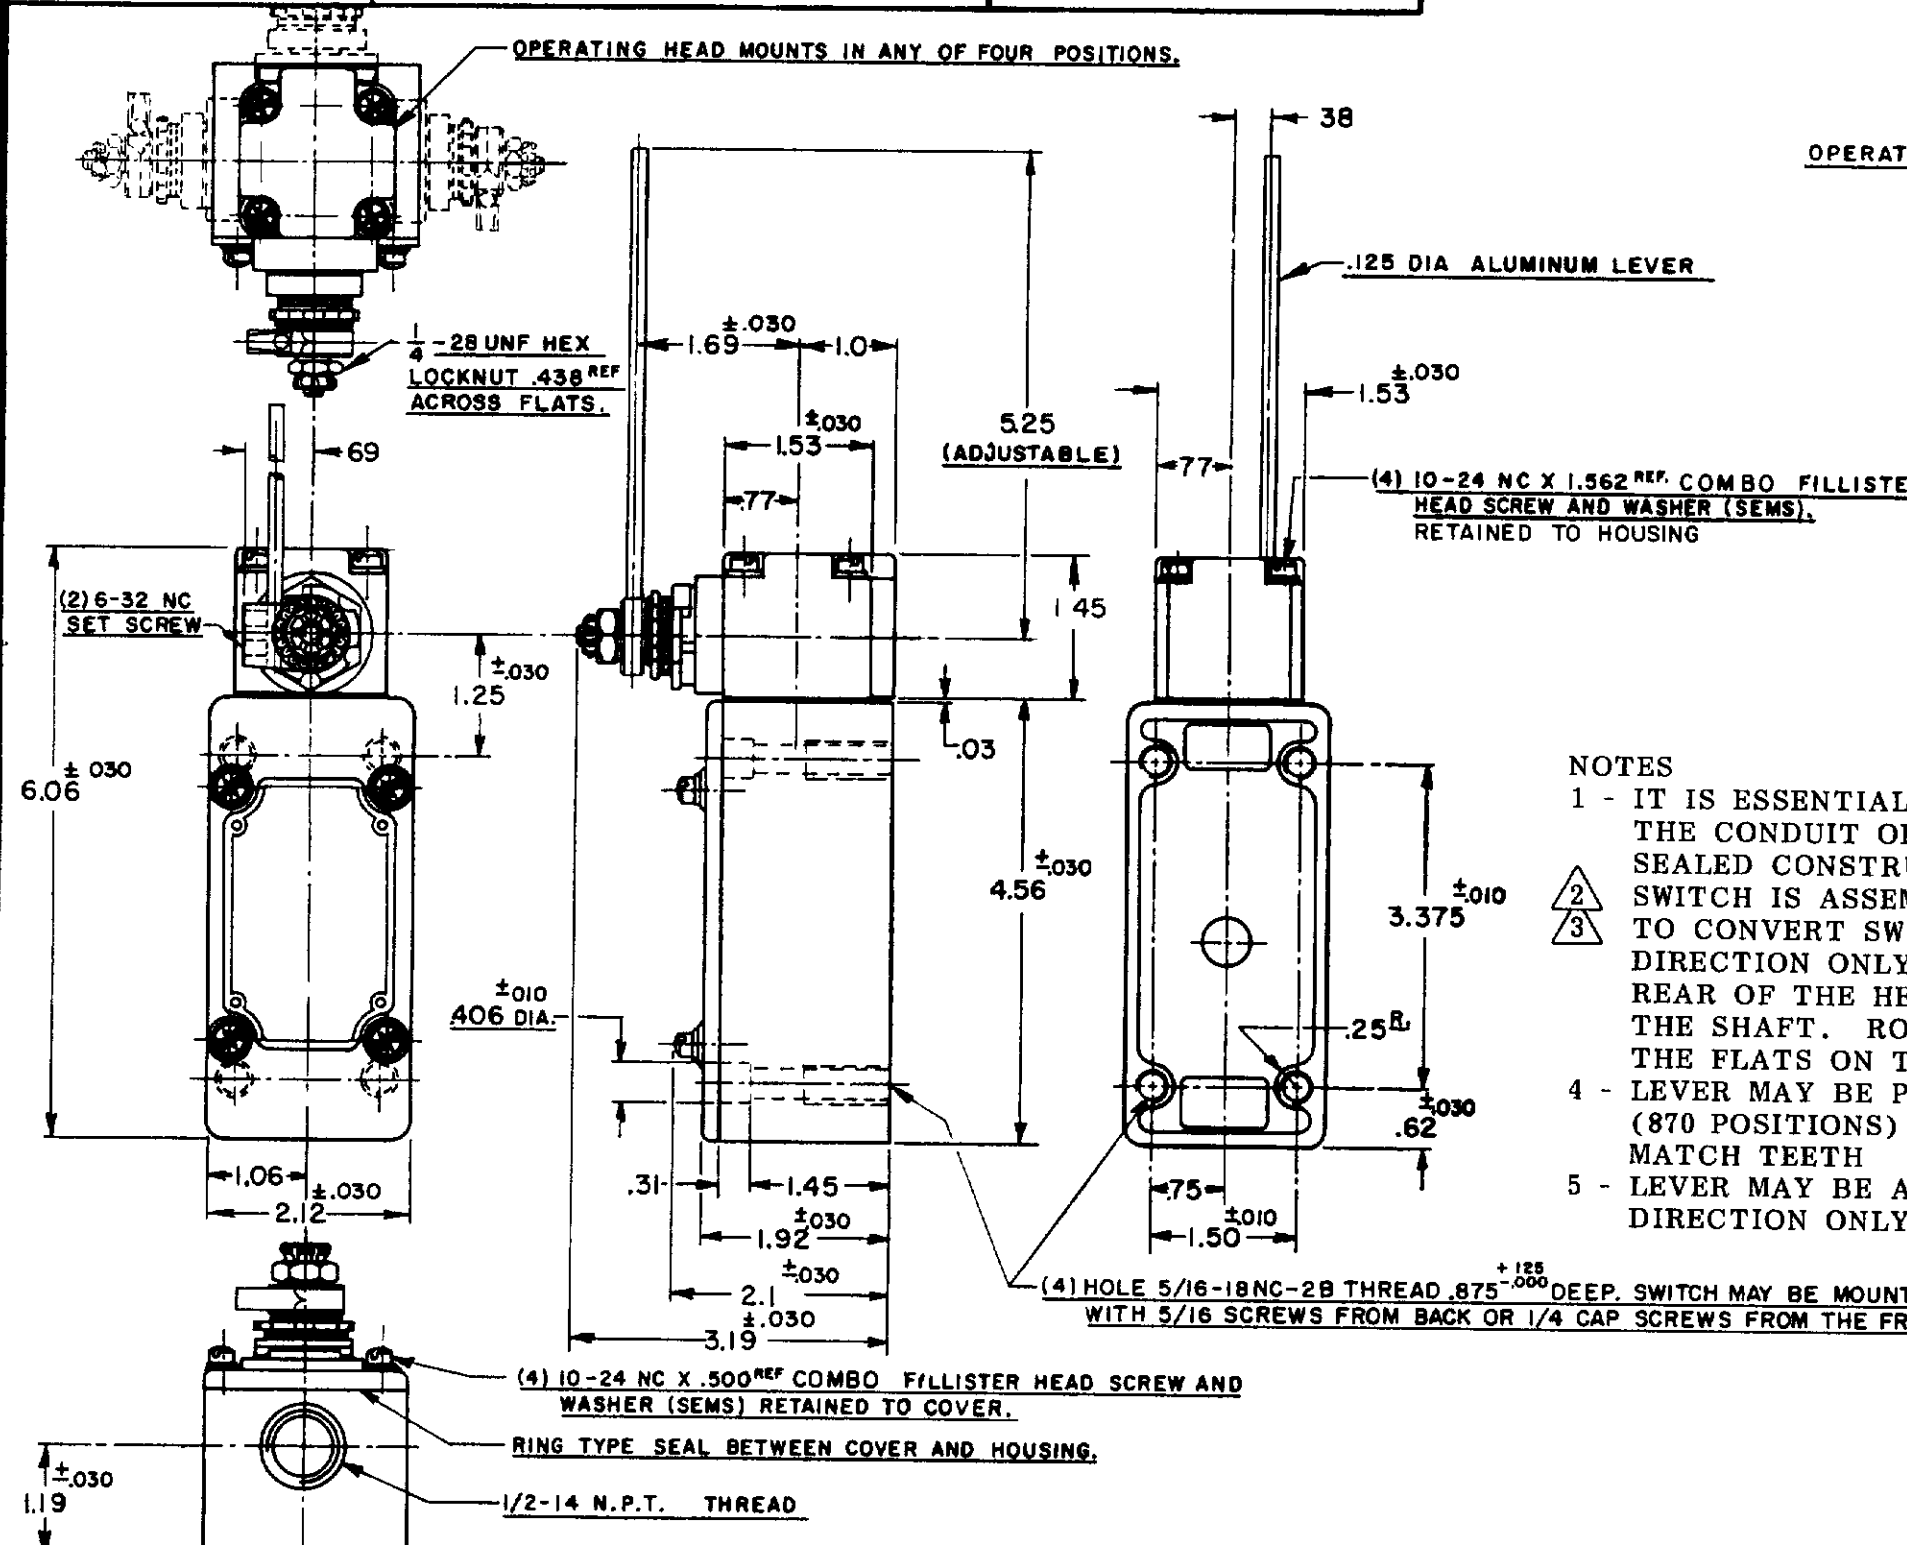 OPERATING HEAD MOUNTS IN ANY OF FOUR POSITIONS.
38
OPERAT
.125 DIA ALUMINUM LEVER
1/4-28 UNF HEX
LOCKNUT .438 REF
ACROSS FLATS.
±.030
1.69
1.0
±.030
1.53
5.25
(ADJUSTABLE)
.77
±.030
1.53
.77
69
(4) 10-24 NC X 1.562 REF. COMBO FILLISTE
HEAD SCREW AND WASHER (SEMS).
RETAINED TO HOUSING
(2) 6-32 NC
SET SCREW
1.45
±.030
1.25
.03
6.06 ± 030
±.030
4.56
±.010
3.375
±010
.406 DIA.
.25 R.
±.030
.62
1.06
±.030
2.12
.31
1.45
±.030
1.92
±.030
2.1
±.030
3.19
.75
±.010
1.50
NOTES
1 - IT IS ESSENTIAL
THE CONDUIT OF
SEALED CONSTRU
2 SWITCH IS ASSEM
3 TO CONVERT SW
DIRECTION ONLY
REAR OF THE HE
THE SHAFT. RO
THE FLATS ON T
4 - LEVER MAY BE P
(870 POSITIONS)
MATCH TEETH
5 - LEVER MAY BE A
DIRECTION ONLY
(4) HOLE 5/16-18NC-2B THREAD .875 +125 -.000 DEEP. SWITCH MAY BE MOUNT
WITH 5/16 SCREWS FROM BACK OR 1/4 CAP SCREWS FROM THE FR
(4) 10-24 NC X .500 REF COMBO FILLISTER HEAD SCREW AND
WASHER (SEMS) RETAINED TO COVER.
RING TYPE SEAL BETWEEN COVER AND HOUSING.
±.030
1.19
1/2-14 N.P.T. THREAD